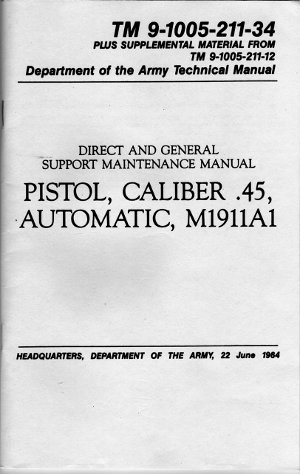 TM 9-1005-211-34
PLUS SUPPLEMENTAL MATERIAL FROM
TM 9-1005-211-12
Department of the Army Technical Manual
DIRECT AND GENERAL
SUPPORT MAINTENANCE MANUAL
PISTOL, CALIBER .45,
AUTOMATIC, M1911A1
HEADQUARTERS, DEPARTMENT OF THE ARMY, 22 June 1964